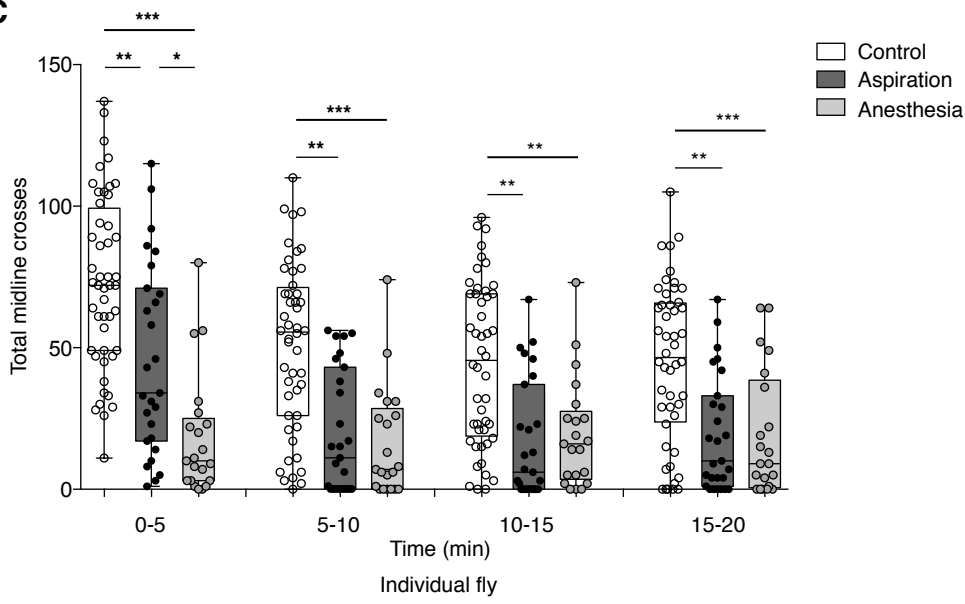 C
***
** *
***
**
**
**
***
**
Control
Aspiration
Anesthesia
150
100
50
0
Total midline crosses
0-5 5-10 10-15 15-20
Time (min)
Individual fly